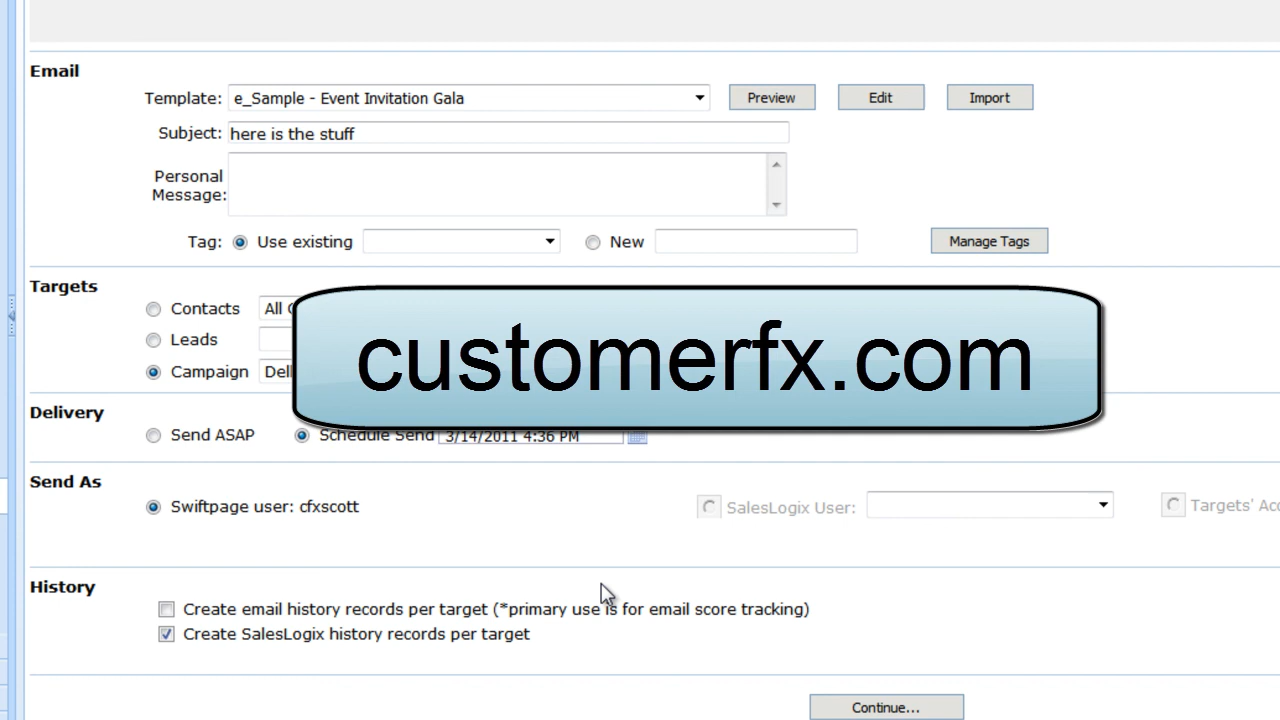 Email
Template: e_Sample - Event Invitation Gala Preview Edit Import
Subject: here is the stuff
Personal
Message:
Tag: Use existing New Manage Tags
Targets
Contacts All
Leads
Campaign Dell
customerfx.com
Delivery
Send ASAP Schedule Send 3/14/2011 4:36 PM
Send As
Swiftpage user: cfxscott SalesLogix User: Targets'
History
Create email history records per target (*primary use is for email score tracking)
Create SalesLogix history records per target
Continue...